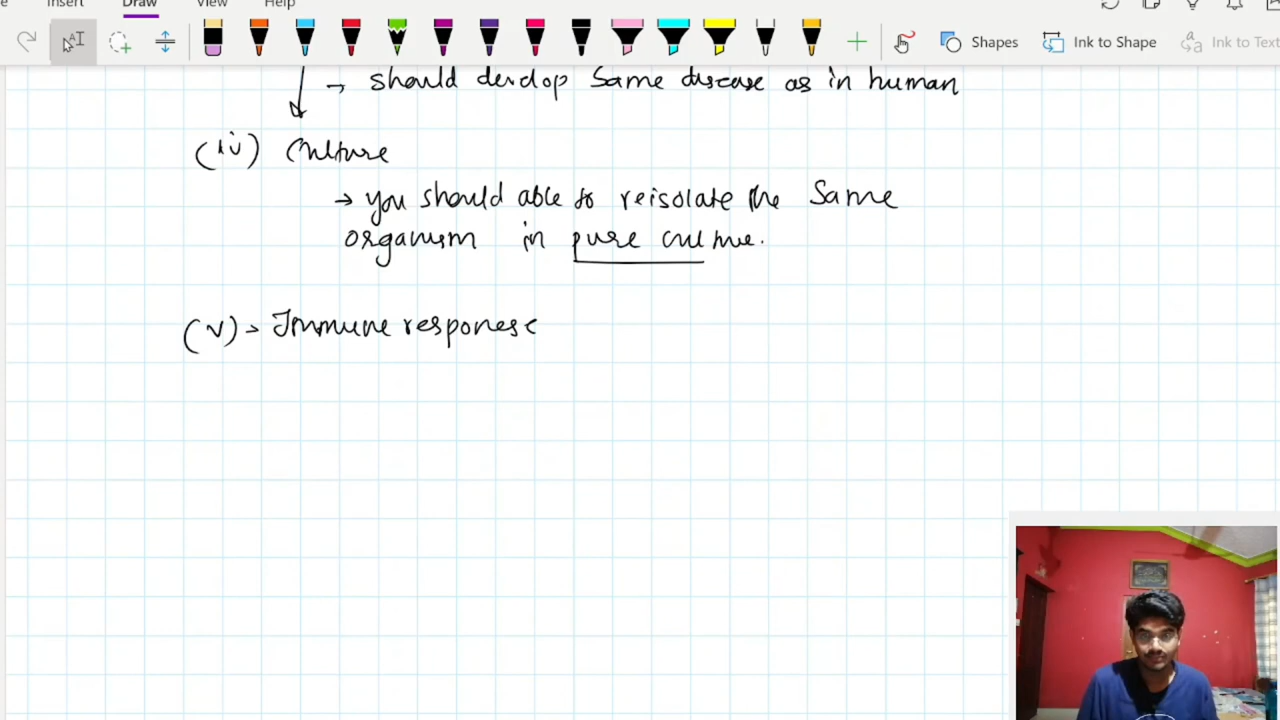 Insert Draw View Help
Shapes Ink to Shape Ink to Text
→ should develop same disease as in human
(iv) Culture
→ you should able to reisolate the same
organism in pure culture.
(v) → Immune responese